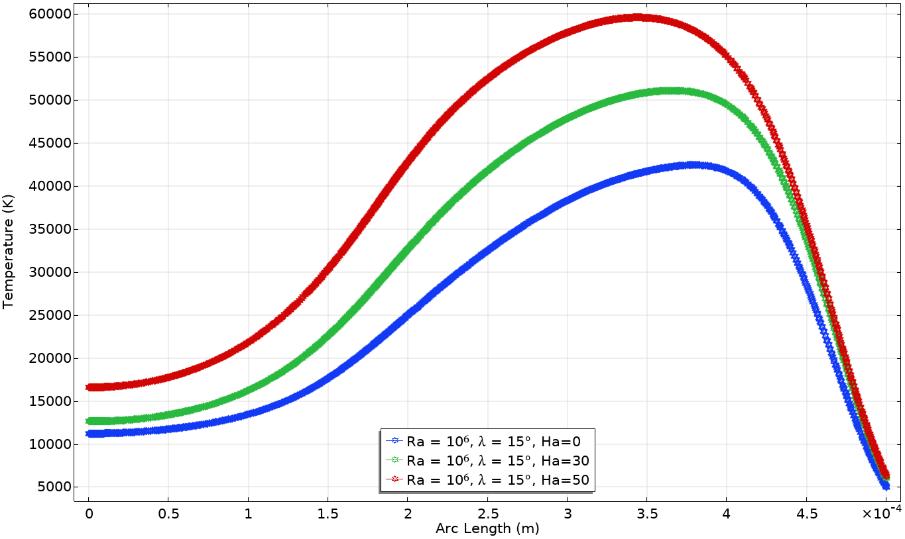 60000
55000
50000
45000
40000
35000
30000
25000
20000
15000
10000
5000
Temperature (K)
Ra = 10⁶, λ = 15°, Ha=0
Ra = 10⁶, λ = 15°, Ha=30
Ra = 10⁶, λ = 15°, Ha=50
0 0.5 1 1.5 2 2.5 3 3.5 4 4.5 ×10⁻⁴
Arc Length (m)